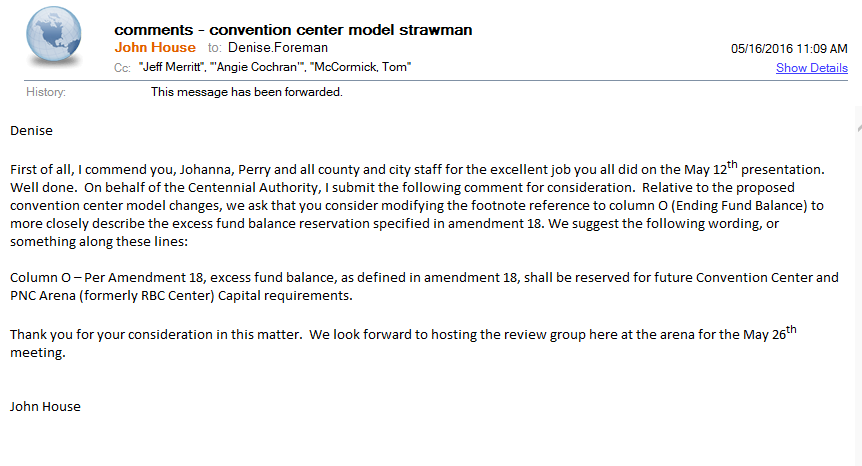 comments - convention center model strawman
John House to: Denise.Foreman
05/16/2016 11:09 AM
Cc: "Jeff Merritt", "'Angie Cochran'", "McCormick, Tom"
Show Details
History: This message has been forwarded.
Denise
First of all, I commend you, Johanna, Perry and all county and city staff for the excellent job you all did on the May 12th presentation.
Well done.  On behalf of the Centennial Authority, I submit the following comment for consideration.  Relative to the proposed
convention center model changes, we ask that you consider modifying the footnote reference to column O (Ending Fund Balance) to
more closely describe the excess fund balance reservation specified in amendment 18. We suggest the following wording, or
something along these lines:
Column O – Per Amendment 18, excess fund balance, as defined in amendment 18, shall be reserved for future Convention Center and
PNC Arena (formerly RBC Center) Capital requirements.
Thank you for your consideration in this matter.  We look forward to hosting the review group here at the arena for the May 26th
meeting.
John House